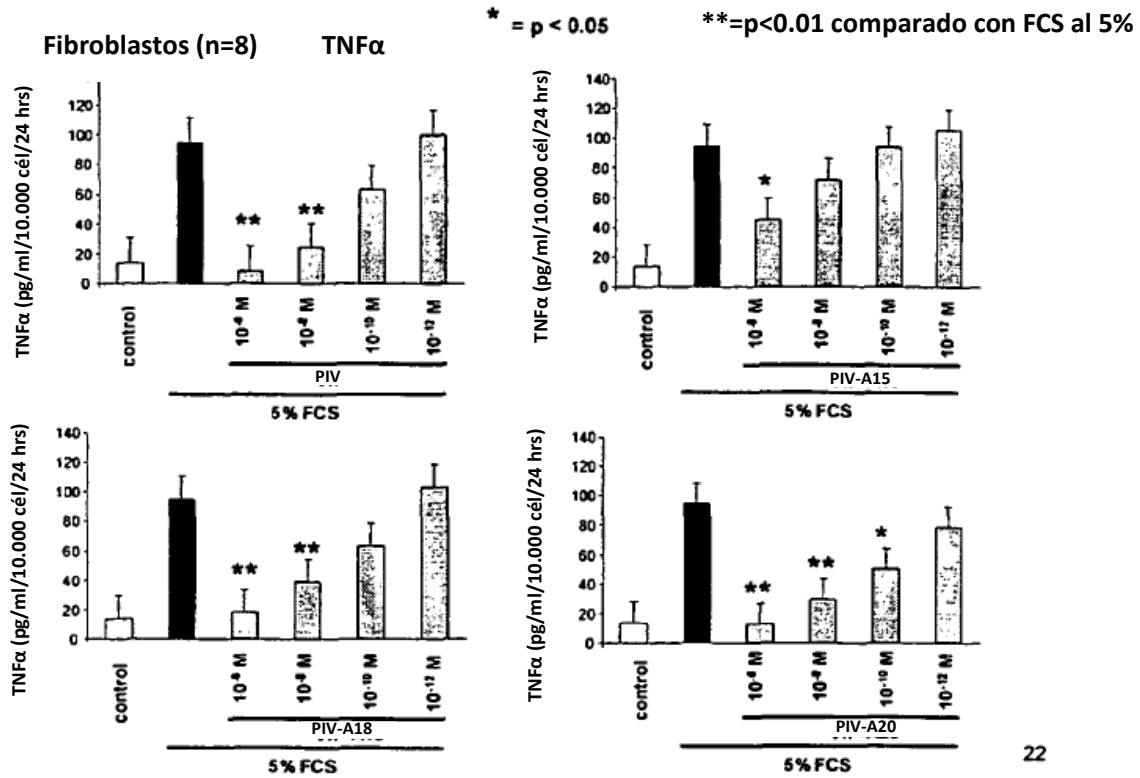 * = p < 0.05
**=p<0.01 comparado con FCS al 5%
Fibroblastos (n=8) TNFα
TNFα (pg/ml/10.000 cél/24 hrs)
120
100
80
60
40
20
0
** **
control
10⁻⁸ M
10⁻⁹ M
10⁻¹⁰ M
10⁻¹² M
PIV
5% FCS
TNFα (pg/ml/10.000 cél/24 hrs)
140
120
100
80
60
40
20
0
*
control
10⁻⁸ M
10⁻⁹ M
10⁻¹⁰ M
10⁻¹² M
PIV-A15
5% FCS
TNFα (pg/ml/10.000 cél/24 hrs)
140
120
100
80
60
40
20
0
** **
control
10⁻⁸ M
10⁻⁹ M
10⁻¹⁰ M
10⁻¹² M
PIV-A18
5% FCS
TNFα (pg/ml/10.000 cél/24 hrs)
140
120
100
80
60
40
20
0
** ** *
control
10⁻⁸ M
10⁻⁹ M
10⁻¹⁰ M
10⁻¹² M
PIV-A20
5% FCS
22